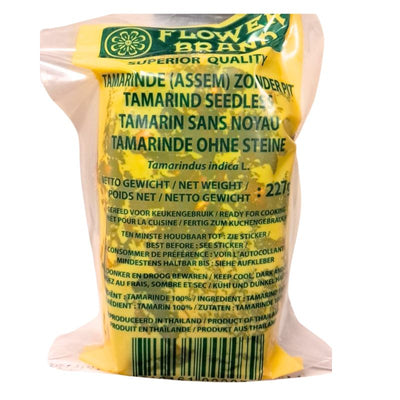 FLOWER
BRAND
SUPERIOR QUALITY
TAMARINDE (ASSEM) ZONDER PIT
TAMARIND SEEDLESS
TAMARIN SANS NOYAU
TAMARINDE OHNE STEINE
Tamarindus indica L.
NETTO GEWICHT / NET WEIGHT /
POIDS NET / NETTO GEWICHT : 227g
GEREED VOOR KEUKENGEBRUIK / READY FOR COOKING
PRÊT POUR LA CUISINE / FERTIG ZUM KUCHENGEBRAUCH
TEN MINSTE HOUDBAAR TOT : ZIE STICKER /
BEST BEFORE : SEE STICKER /
CONSOMMER DE PRÉFÉRENCE : VOIR L'AUTOCOLLANT
MINDESTENS HALTBAR BIS : SIEHE AUFKLEBER
DONKER EN DROOG BEWAREN / KEEP COOL, DARK AND
AU FRAIS, SOMBRE ET SEC / KUHL UND DUNKEL
TAMARINDE 100% / INGREDIENT : TAMARIND
: TAMARIN 100% / ZUTATEN : TAMARINDE
GEPRODUCEERD IN THAILAND / PRODUCT OF THAILAND
PRODUIT EN THAILANDE / PRODUKT AUS THAILAND